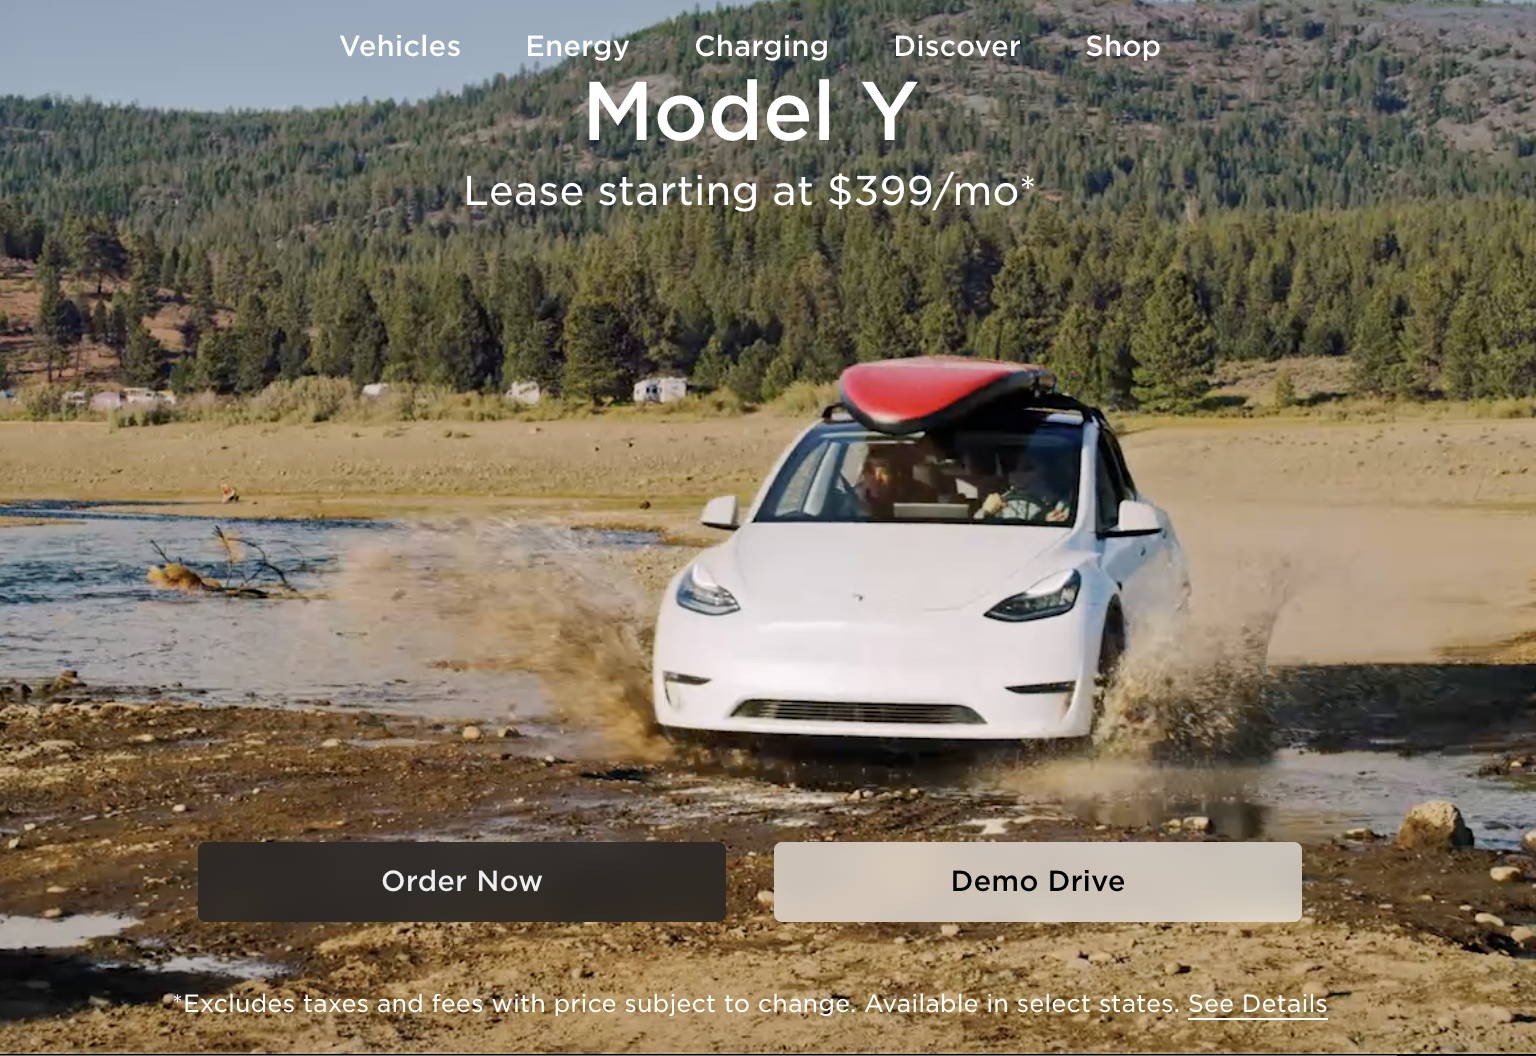 Vehicles Energy Charging Discover Shop
Model Y
Lease starting at $399/mo*
Order Now Demo Drive
*Excludes taxes and fees with price subject to change. Available in select states. See Details